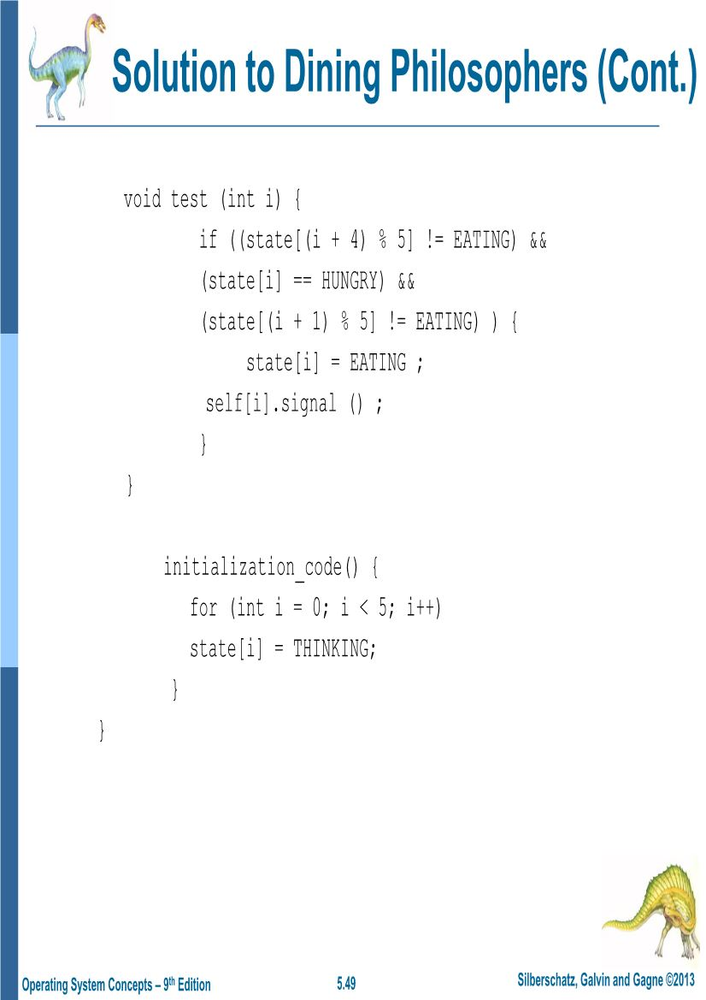 Solution to Dining Philosophers (Cont.)
void test (int i) {
if ((state[(i + 4) % 5] != EATING) &&
(state[i] == HUNGRY) &&
(state[(i + 1) % 5] != EATING) ) {
state[i] = EATING ;
self[i].signal () ;
}
}
initialization_code() {
for (int i = 0; i < 5; i++)
state[i] = THINKING;
}
}
Operating System Concepts – 9th Edition
5.49
Silberschatz, Galvin and Gagne ©2013